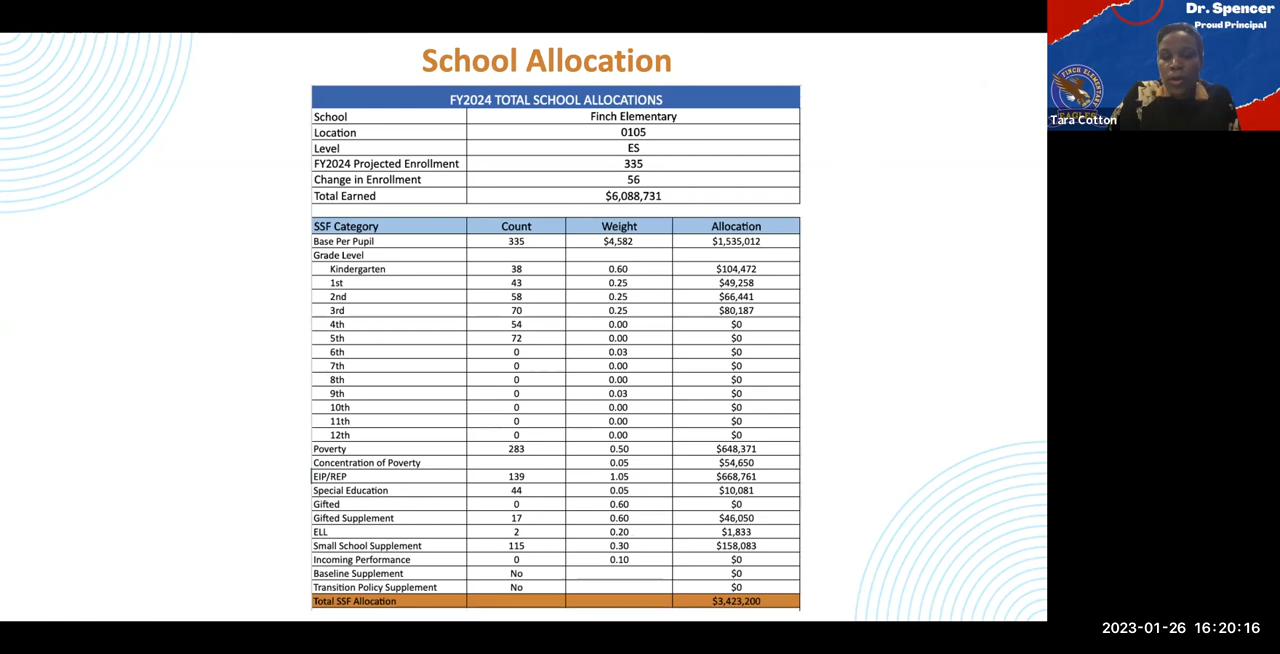 School Allocation
FY2024 TOTAL SCHOOL ALLOCATIONS
School Finch Elementary
Location 0105
Level ES
FY2024 Projected Enrollment 335
Change in Enrollment 56
Total Earned $6,088,731
SSF Category Count Weight Allocation
Base Per Pupil 335 $4,582 $1,535,012
Grade Level
Kindergarten 38 0.60 $104,472
1st 43 0.25 $49,258
2nd 58 0.25 $66,441
3rd 70 0.25 $80,187
4th 54 0.00 $0
5th 72 0.00 $0
6th 0 0.03 $0
7th 0 0.00 $0
8th 0 0.00 $0
9th 0 0.03 $0
10th 0 0.00 $0
11th 0 0.00 $0
12th 0 0.00 $0
Poverty 283 0.50 $648,371
Concentration of Poverty 0.05 $54,650
EIP/REP 139 1.05 $668,761
Special Education 44 0.05 $10,081
Gifted 0 0.60 $0
Gifted Supplement 17 0.60 $46,050
ELL 2 0.20 $1,833
Small School Supplement 115 0.30 $158,083
Incoming Performance 0 0.10 $0
Baseline Supplement No $0
Transition Policy Supplement No $0
Total SSF Allocation $3,423,200
Dr. Spencer
Proud Principal
FINCH ELEMENTARY
EAGLES
Tara Cotton
2023-01-26 16:20:16